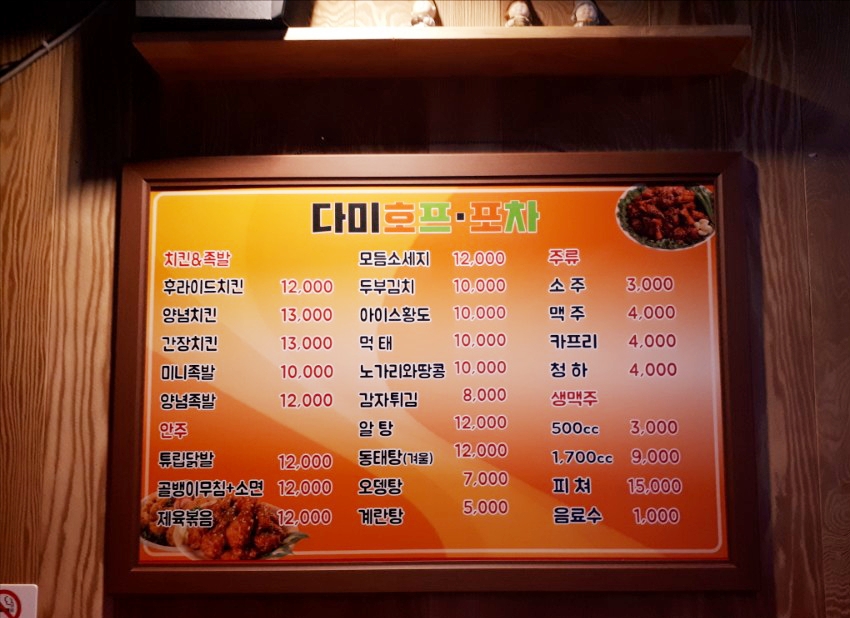 다미호프·포차
치킨&족발
후라이드치킨 12,000
양념치킨 13,000
간장치킨 13,000
미니족발 10,000
양념족발 12,000
안주
튤립닭발 12,000
골뱅이무침+소면 12,000
제육볶음 12,000
모듬소세지 12,000
두부김치 10,000
아이스황도 10,000
먹태 10,000
노가리와땅콩 10,000
감자튀김 8,000
알탕 12,000
동태탕(겨울) 12,000
오뎅탕 7,000
계란탕 5,000
주류
소주 3,000
맥주 4,000
카프리 4,000
청하 4,000
생맥주
500cc 3,000
1,700cc 9,000
피쳐 15,000
음료수 1,000